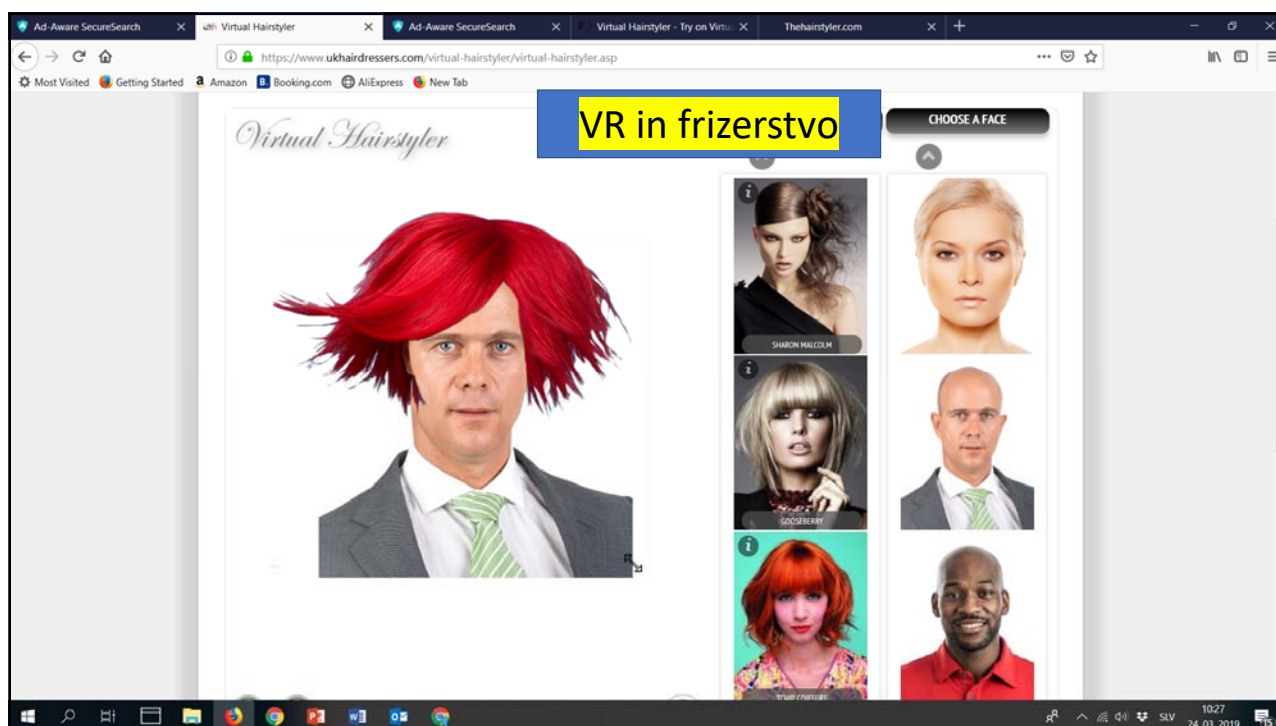 Ad-Aware SecureSearch
Virtual Hairstyler
Ad-Aware SecureSearch
Virtual Hairstyler - Try on Virtu
Thehairstyler.com
https://www.ukhairdressers.com/virtual-hairstyler/virtual-hairstyler.asp
Most Visited
Getting Started
Amazon
Booking.com
AliExpress
New Tab
Virtual Hairstyler
VR in frizerstvo
CHOOSE A FACE
SHARON MALCOLM
GOOSEBERRY
TCHIP COIFFURE
SLV
10:27
24. 03. 2019